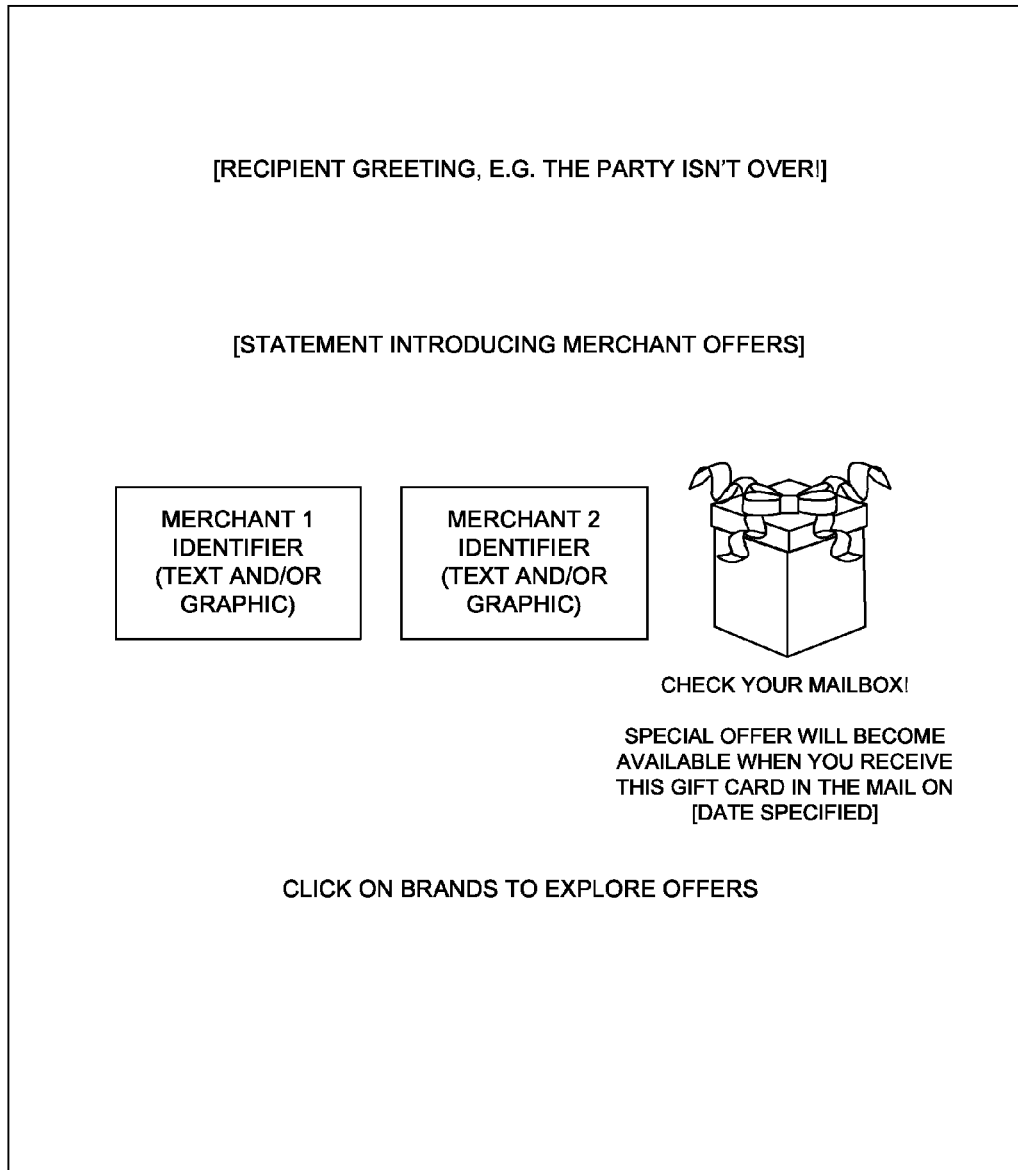 [RECIPIENT GREETING, E.G. THE PARTY ISN'T OVER!]
[STATEMENT INTRODUCING MERCHANT OFFERS]
MERCHANT 1
IDENTIFIER
(TEXT AND/OR
GRAPHIC)
MERCHANT 2
IDENTIFIER
(TEXT AND/OR
GRAPHIC)
CHECK YOUR MAILBOX!
SPECIAL OFFER WILL BECOME
AVAILABLE WHEN YOU RECEIVE
THIS GIFT CARD IN THE MAIL ON
[DATE SPECIFIED]
CLICK ON BRANDS TO EXPLORE OFFERS